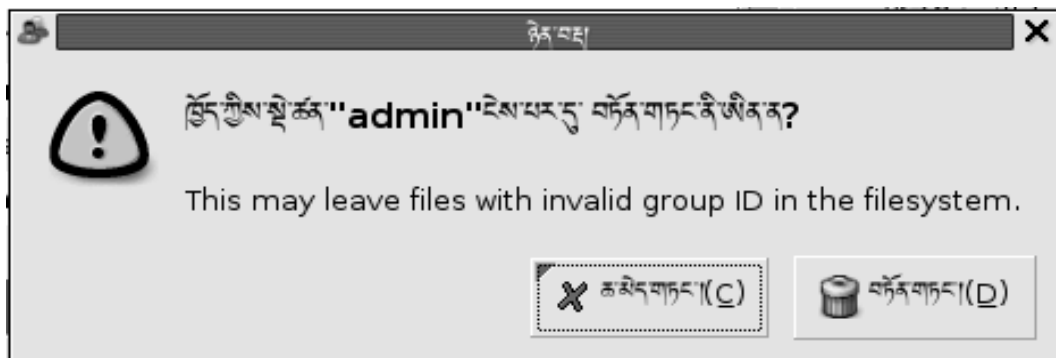 ཉེན་བརྡ།
ཁྱོད་ཀྱིས་སྡེ་ཚན་"admin"ངེས་པར་དུ་ བཏོན་གཏང་ནི་ཨིན་ན?
This may leave files with invalid group ID in the filesystem.
ཆ་མེད་གཏང་།(C) བཏོན་གཏང་།(D)